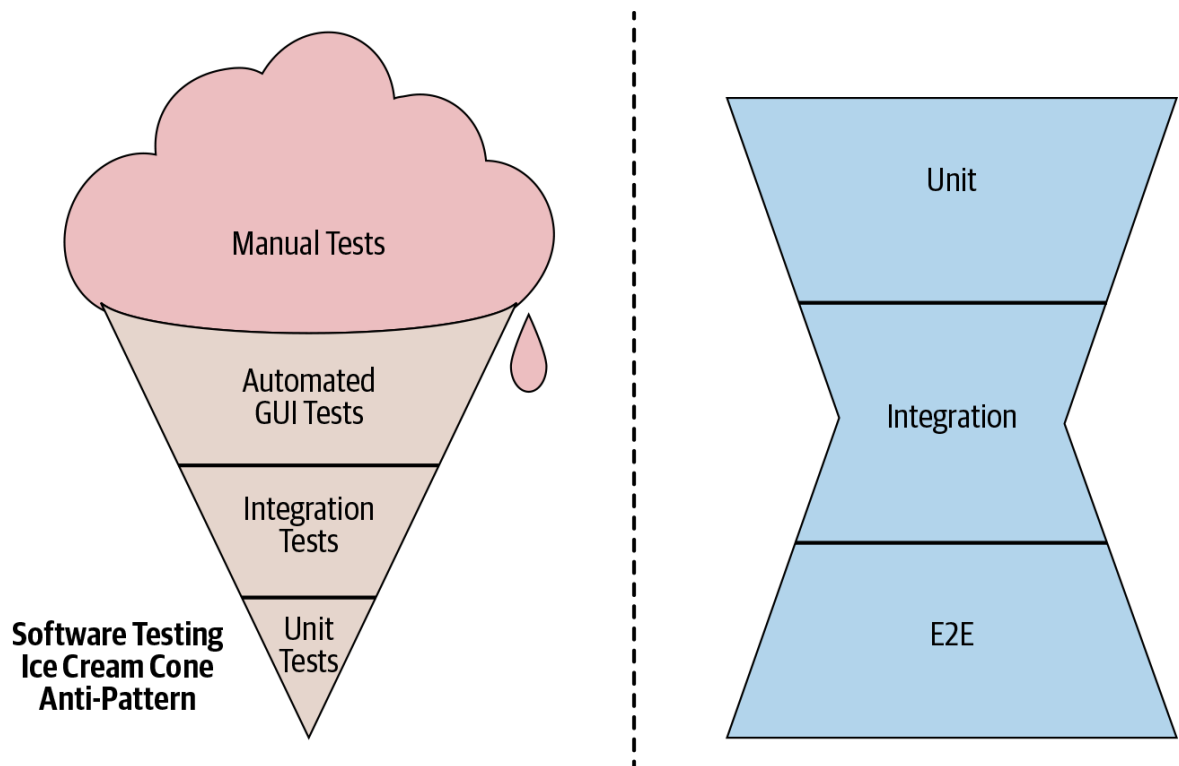 Manual Tests
Automated
GUI Tests
Integration
Tests
Unit
Tests
Software Testing
Ice Cream Cone
Anti-Pattern
Unit
Integration
E2E